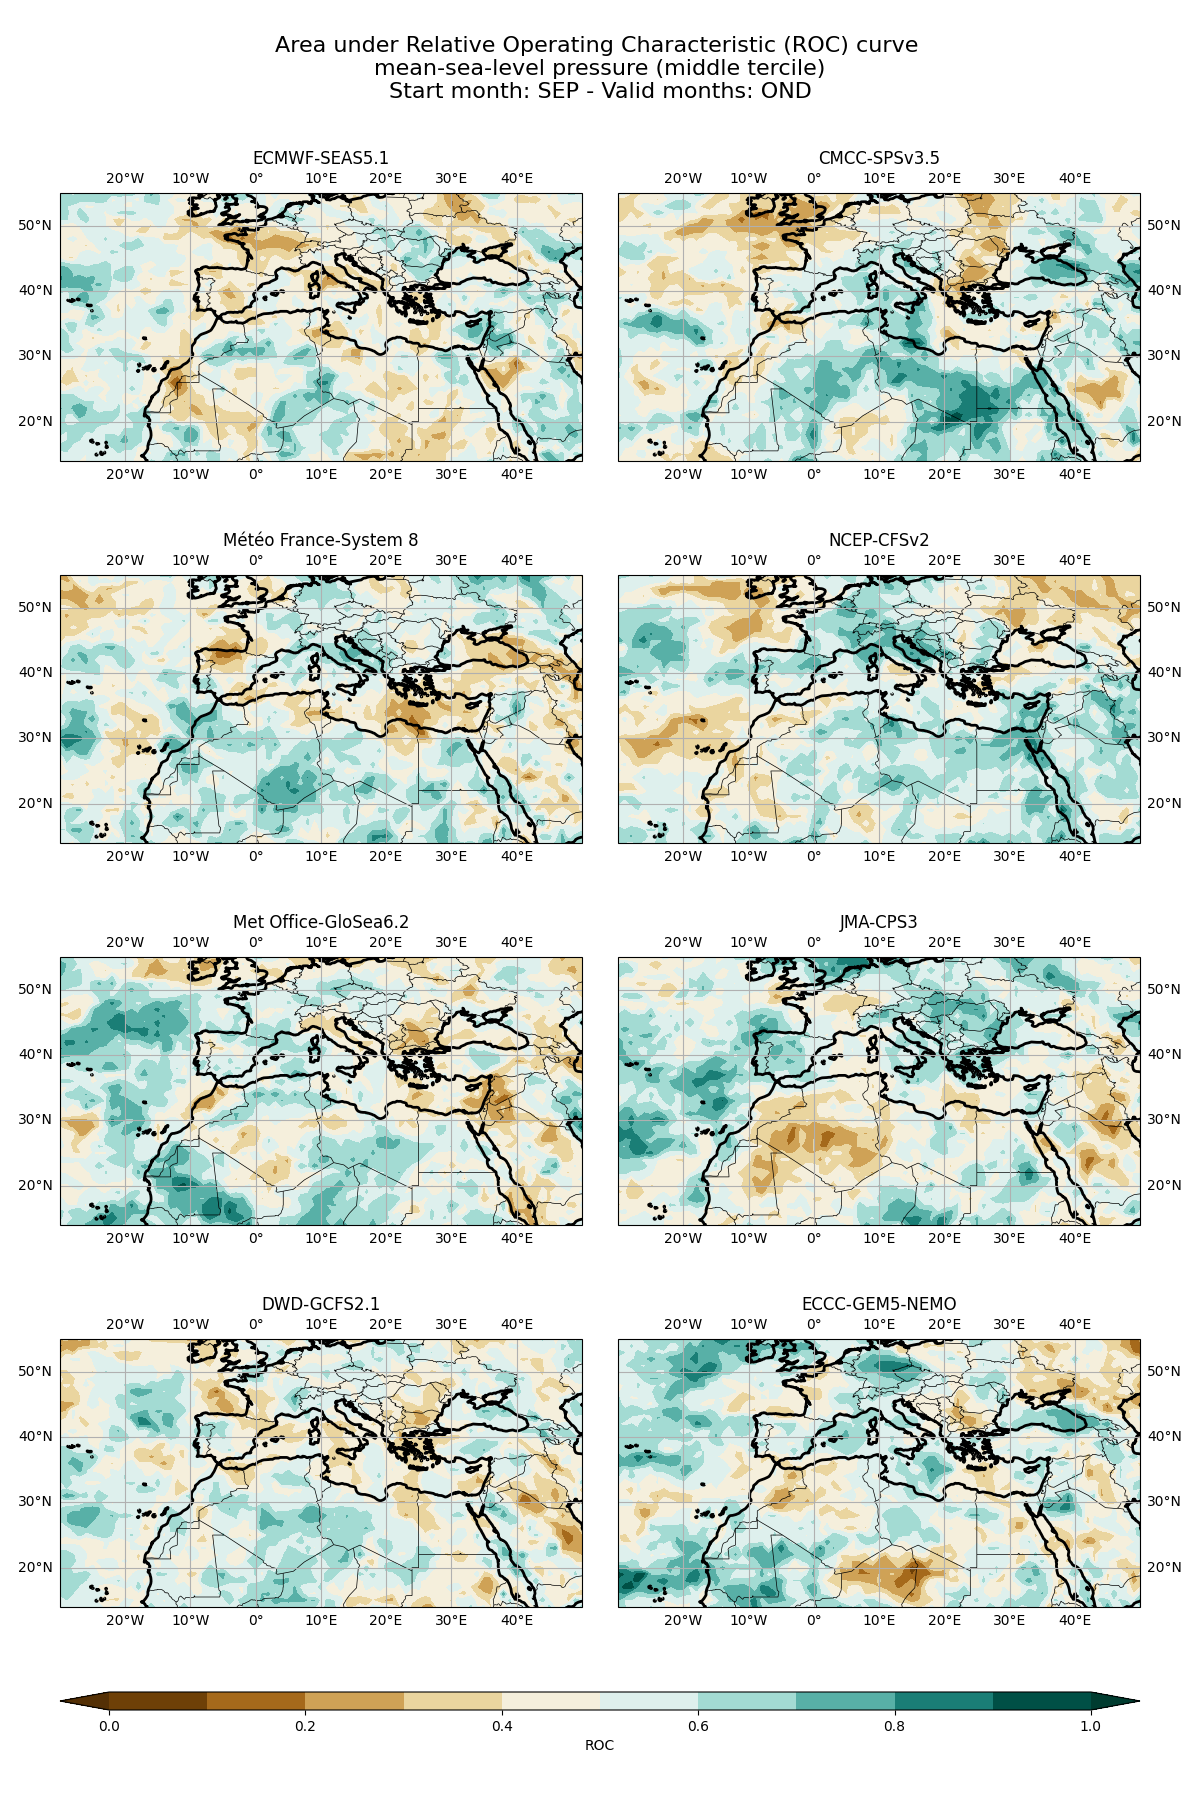 Area under Relative Operating Characteristic (ROC) curve
mean-sea-level pressure (middle tercile)
Start month: SEP - Valid months: OND
ECMWF-SEAS5.1
CMCC-SPSv3.5
20°W 10°W 0° 10°E 20°E 30°E 40°E
20°W 10°W 0° 10°E 20°E 30°E 40°E
50°N
50°N
40°N
40°N
30°N
30°N
20°N
20°N
20°W 10°W 0° 10°E 20°E 30°E 40°E
20°W 10°W 0° 10°E 20°E 30°E 40°E
Météo France-System 8
NCEP-CFSv2
20°W 10°W 0° 10°E 20°E 30°E 40°E
20°W 10°W 0° 10°E 20°E 30°E 40°E
50°N
50°N
40°N
40°N
30°N
30°N
20°N
20°N
20°W 10°W 0° 10°E 20°E 30°E 40°E
20°W 10°W 0° 10°E 20°E 30°E 40°E
Met Office-GloSea6.2
JMA-CPS3
20°W 10°W 0° 10°E 20°E 30°E 40°E
20°W 10°W 0° 10°E 20°E 30°E 40°E
50°N
50°N
40°N
40°N
30°N
30°N
20°N
20°N
20°W 10°W 0° 10°E 20°E 30°E 40°E
20°W 10°W 0° 10°E 20°E 30°E 40°E
DWD-GCFS2.1
ECCC-GEM5-NEMO
20°W 10°W 0° 10°E 20°E 30°E 40°E
20°W 10°W 0° 10°E 20°E 30°E 40°E
50°N
50°N
40°N
40°N
30°N
30°N
20°N
20°N
20°W 10°W 0° 10°E 20°E 30°E 40°E
20°W 10°W 0° 10°E 20°E 30°E 40°E
0.0 0.2 0.4 0.6 0.8 1.0
ROC